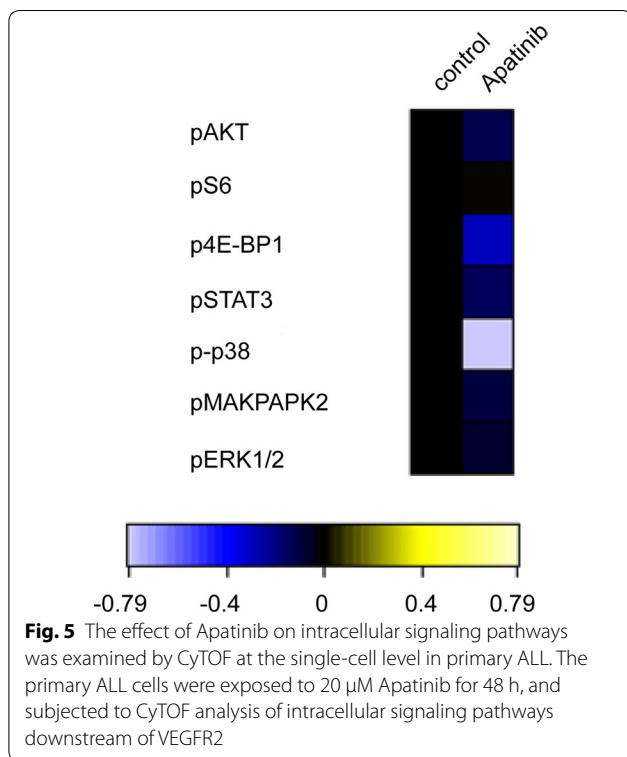 control
Apatinib
pAKT
pS6
p4E-BP1
pSTAT3
p-p38
pMAKPAPK2
pERK1/2
-0.79 -0.4 0 0.4 0.79
Fig. 5 The effect of Apatinib on intracellular signaling pathways
was examined by CyTOF at the single-cell level in primary ALL. The
primary ALL cells were exposed to 20 µM Apatinib for 48 h, and
subjected to CyTOF analysis of intracellular signaling pathways
downstream of VEGFR2